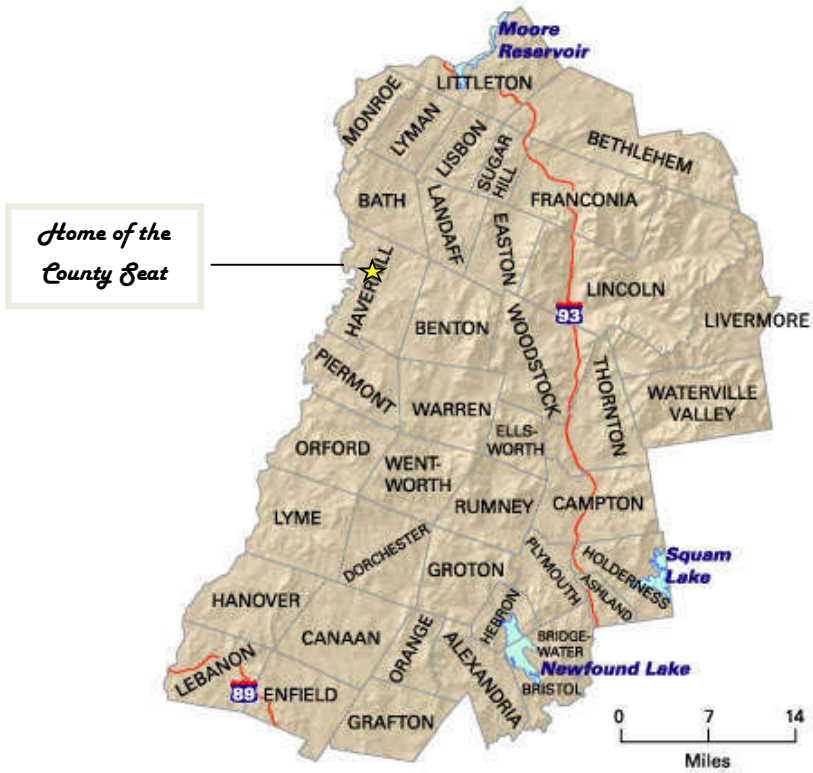 Moore
Reservoir
LITTLETON
MONROE
LYMAN
LISBON
SUGAR
HILL
BETHLEHEM
BATH
LANDAFF
FRANCONIA
EASTON
Home of the
County Seat
HAVERHILL
LINCOLN
93
LIVERMORE
BENTON
WOODSTOCK
PIERMONT
THORNTON
WATERVILLE
VALLEY
WARREN
ELLS-
WORTH
ORFORD
WENT-
WORTH
RUMNEY
CAMPTON
LYME
DORCHESTER
GROTON
PLYMOUTH
HOLDERNESS
ASHLAND
Squam
Lake
HANOVER
CANAAN
ORANGE
HEBRON
ALEXANDRIA
BRIDGE-
WATER
Newfound Lake
BRISTOL
LEBANON
89
ENFIELD
GRAFTON
0 7 14
Miles